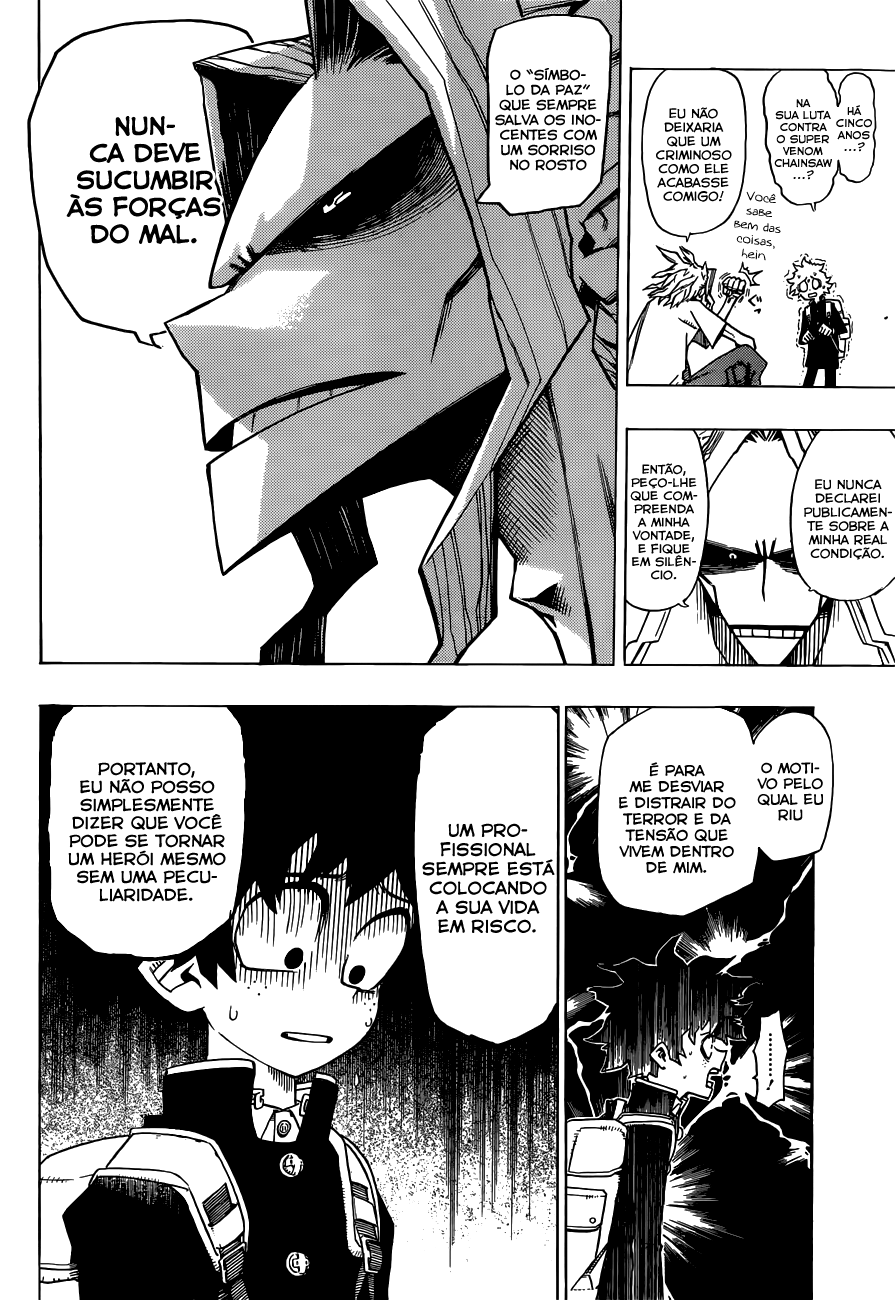 HÁ
CINCO
ANOS
...?
NA
SUA LUTA
CONTRA
O SUPER
VENOM
CHAINSAW
...?
EU NÃO
DEIXARIA
QUE UM
CRIMINOSO
COMO ELE
ACABASSE
COMIGO!
Você
sabe
bem das
coisas,
hein
EU NUNCA
DECLAREI
PUBLICAMEN-
TE SOBRE A
MINHA REAL
CONDIÇÃO.
ENTÃO,
PEÇO-LHE
QUE COM-
PREENDA
A MINHA
VONTADE,
E FIQUE
EM SILÊN-
CIO.
O "SÍMBO-
LO DA PAZ"
QUE SEMPRE
SALVA OS INO-
CENTES COM
UM SORRISO
NO ROSTO
NUN-
CA DEVE
SUCUMBIR
ÀS FORÇAS
DO MAL.
O MOTI-
VO PELO
QUAL EU
RIU
É PARA
ME DESVIAR
E DISTRAIR DO
TERROR E DA
TENSÃO QUE
VIVEM DENTRO
DE MIM.
.........
UM PRO-
FISSIONAL
SEMPRE ESTÁ
COLOCANDO
A SUA VIDA
EM RISCO.
PORTANTO,
EU NÃO POSSO
SIMPLESMENTE
DIZER QUE VOCÊ
PODE SE TORNAR
UM HERÓI MESMO
SEM UMA PECU-
LIARIDADE.